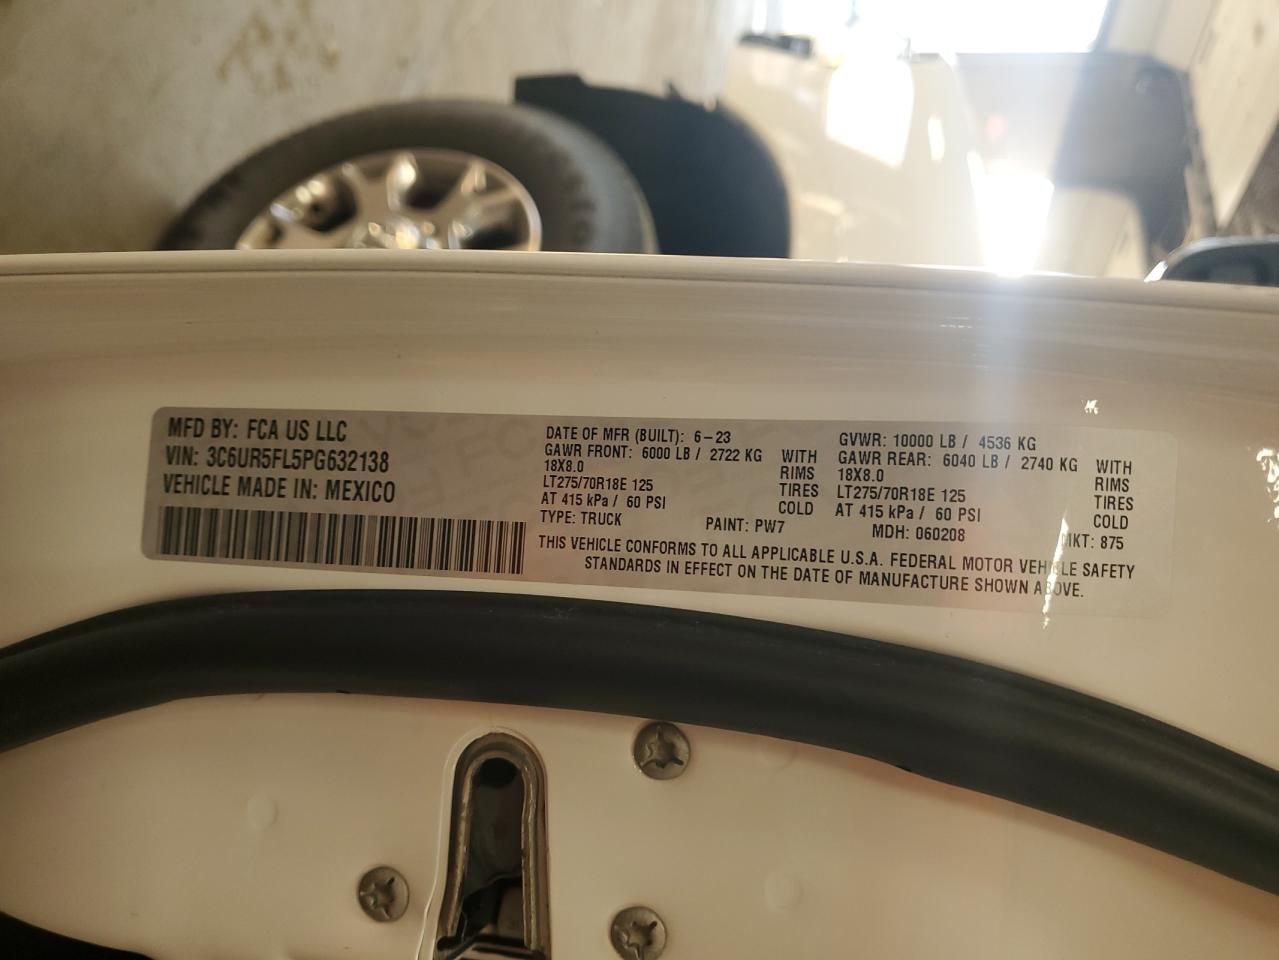 MFD BY: FCA US LLC
VIN: 3C6UR5FL5PG632138
VEHICLE MADE IN: MEXICO
DATE OF MFR (BUILT): 6-23
GAWR FRONT: 6000 LB / 2722 KG
18X8.0
LT275/70R18E 125
AT 415 kPa / 60 PSI
WITH
RIMS
TIRES
COLD
GVWR: 10000 LB / 4536 KG
GAWR REAR: 6040 LB / 2740 KG
18X8.0
LT275/70R18E 125
AT 415 kPa / 60 PSI
WITH
RIMS
TIRES
COLD
TYPE: TRUCK PAINT: PW7 MDH: 060208 MKT: 875
THIS VEHICLE CONFORMS TO ALL APPLICABLE U.S.A. FEDERAL MOTOR VEHICLE SAFETY
STANDARDS IN EFFECT ON THE DATE OF MANUFACTURE SHOWN ABOVE.